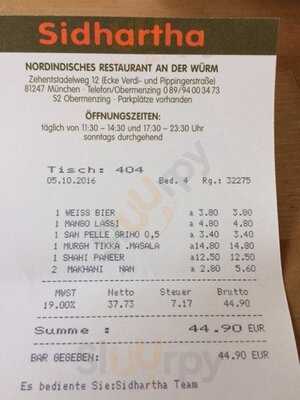 Sidhartha
NORDINDISCHES RESTAURANT AN DER WÜRM
Zehentstadelweg 12 (Ecke Verdi- und Pippingerstraße)
81247 München · Telefon/Obermenzing 0 89/94 00 34 73
S2 Obermenzing · Parkplätze vorhanden
ÖFFNUNGSZEITEN:
täglich von 11:30 – 14:30 und 17:30 – 23:30 Uhr
sonntags durchgehend
Tisch: 404
05.10.2016 Bed. 4 Rg.: 32275
1 WEISS BIER a 3.80 3.80
1 MANGO LASSI a 4.80 4.80
1 SAN PELLE GRINO 0,5 a 3.40 3.40
1 MURGH TIKKA .MASALA a14.80 14.80
1 SHAHI PANEER a12.50 12.50
2 MAKHANI NAN a 2.80 5.60
MWST Netto Steuer Brutto
19.00% 37.73 7.17 44.90
Summe : 44.90 EUR
BAR GEGEBEN: 44.90 EUR
Es bediente Sie:Sidhartha Team
sluurpy
sluurpy